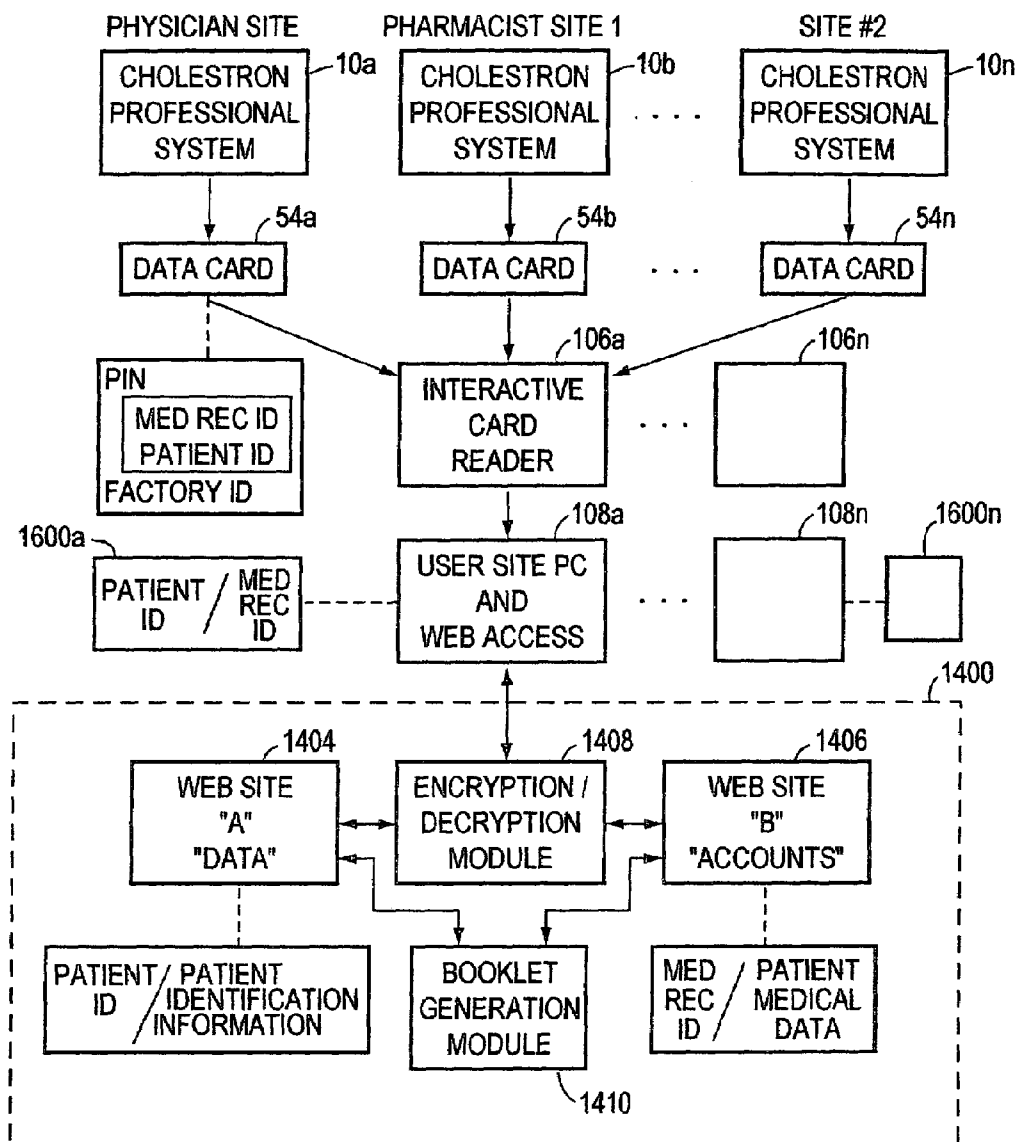 PHYSICIAN SITE
PHARMACIST SITE 1
SITE #2
10a
10b
10n
CHOLESTRON
PROFESSIONAL
SYSTEM
CHOLESTRON
PROFESSIONAL
SYSTEM
. . . .
CHOLESTRON
PROFESSIONAL
SYSTEM
54a
54b
54n
DATA CARD
DATA CARD
. . .
DATA CARD
106a
106n
PIN
MED REC ID
PATIENT ID
FACTORY ID
INTERACTIVE
CARD
READER
. . .
1600a
108a
108n
1600n
PATIENT
ID
/
MED
REC
ID
USER SITE PC
AND
WEB ACCESS
. . .
1400
1404
1408
1406
WEB SITE
"A"
"DATA"
ENCRYPTION /
DECRYPTION
MODULE
WEB SITE
"B"
"ACCOUNTS"
PATIENT
ID
/
PATIENT
IDENTIFICATION
INFORMATION
BOOKLET
GENERATION
MODULE
MED
REC
ID
/
PATIENT
MEDICAL
DATA
1410